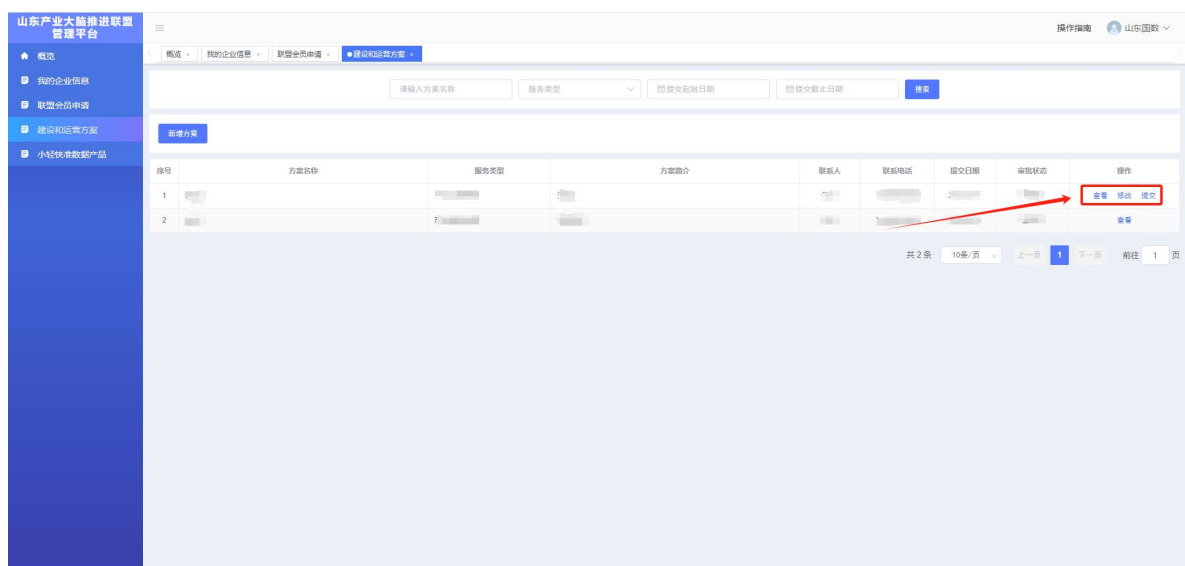 山东产业大脑推进联盟
管理平台
操作指南 山东国数
概览
我的企业信息
联盟会员申请
建设和运营方案
小轻快准数据产品
概览 × 我的企业信息 × 联盟会员申请 × 建设和运营方案 ×
请输入方案名称 服务类型 提交起始日期 提交截止日期 搜索
新增方案
序号 方案名称 服务类型 方案简介 联系人 联系电话 提交日期 审批状态 操作
1 查看 修改 提交
2 查看
共 2 条 10条/页 上一页 1 下一页 前往 1 页